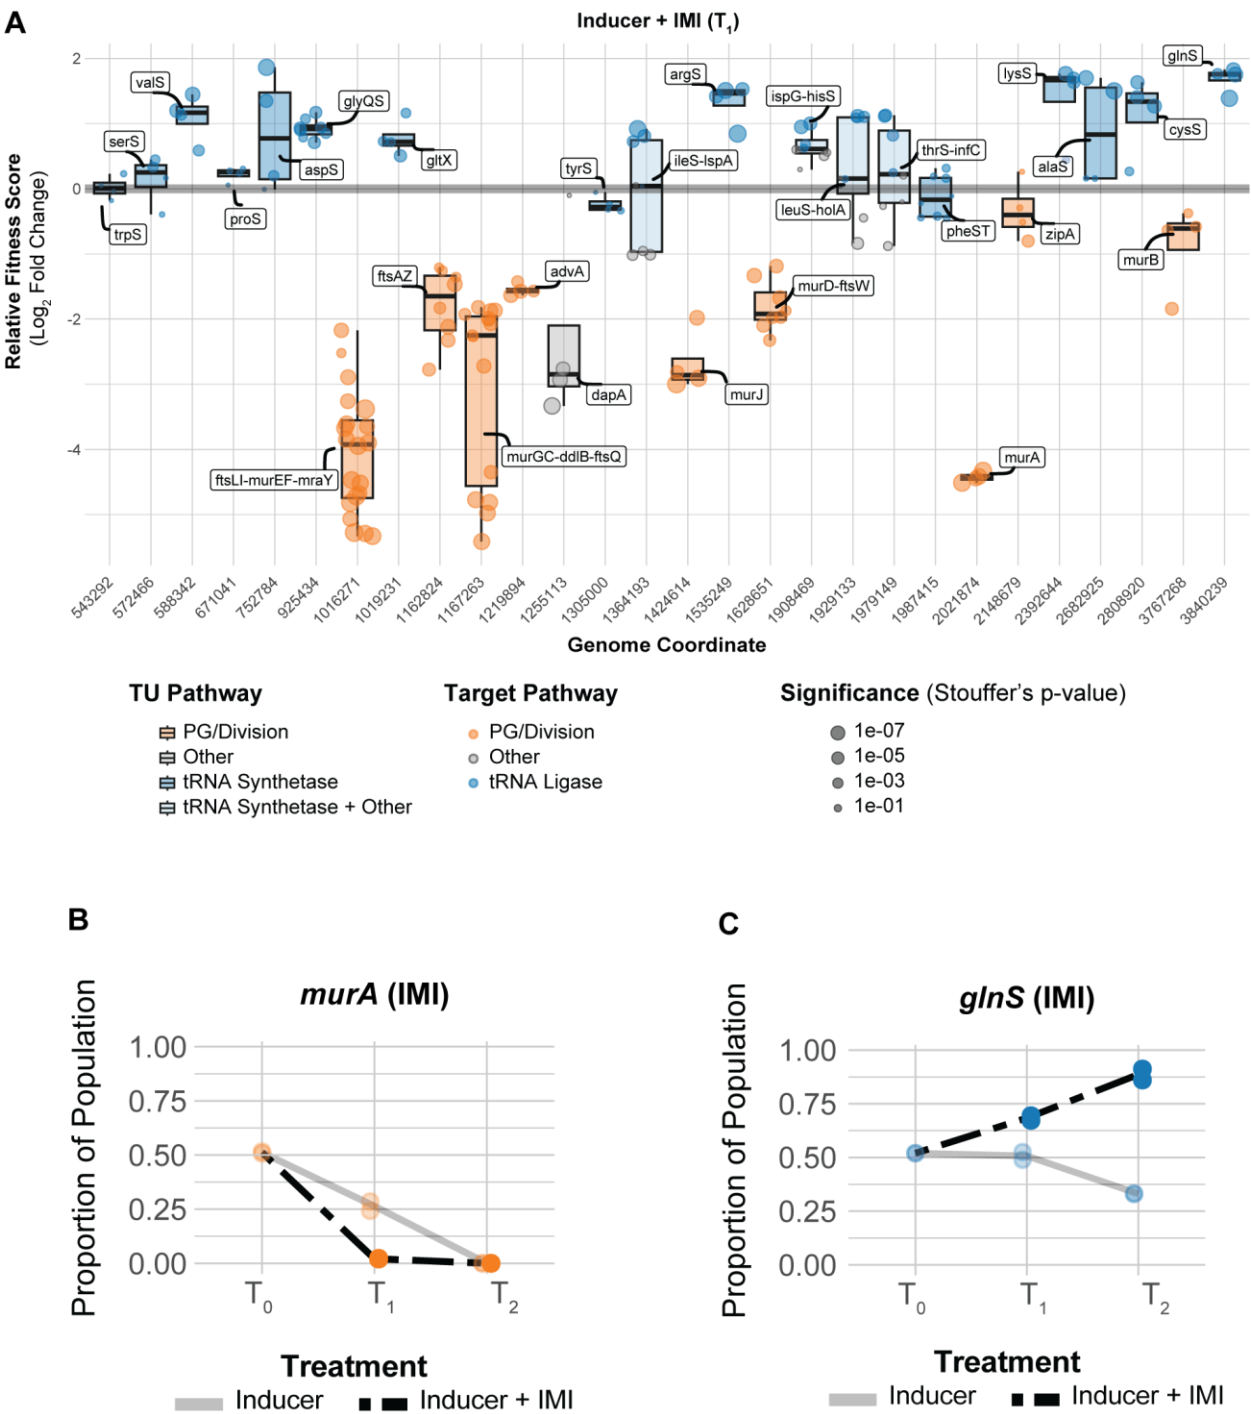 A
Inducer + IMI (T1)
Relative Fitness Score
(Log2 Fold Change)
2
0
-2
-4
trpS
serS
valS
proS
aspS
glyQS
gltX
ftsLI-murEF-mraY
ftsAZ
murGC-ddlB-ftsQ
advA
dapA
tyrS
ileS-lspA
murJ
argS
murD-ftsW
ispG-hisS
leuS-holA
thrS-infC
pheST
murA
zipA
lysS
alaS
cysS
murB
glnS
543292
572466
588342
671041
752784
925434
1016271
1019231
1162824
1167263
1219894
1255113
1305000
1364193
1424614
1535249
1628651
1908469
1929133
1979149
1987415
2021874
2148679
2392644
2682925
2808920
3767268
3840239
Genome Coordinate
TU Pathway
PG/Division
Other
tRNA Synthetase
tRNA Synthetase + Other
Target Pathway
PG/Division
Other
tRNA Ligase
Significance (Stouffer's p-value)
1e-07
1e-05
1e-03
1e-01
B
murA (IMI)
Proportion of Population
1.00
0.75
0.50
0.25
0.00
T0
T1
T2
Treatment
Inducer
Inducer + IMI
C
glnS (IMI)
Proportion of Population
1.00
0.75
0.50
0.25
0.00
T0
T1
T2
Treatment
Inducer
Inducer + IMI